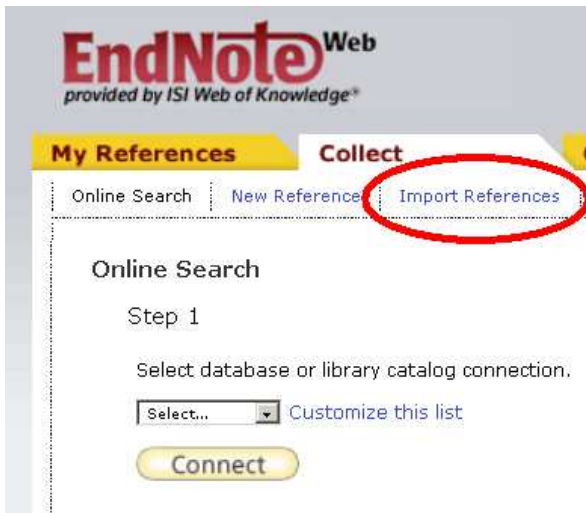 EndNote Web
provided by ISI Web of Knowledge®
My References Collect
Online Search New Reference Import References
Online Search
Step 1
Select database or library catalog connection.
Select... Customize this list
Connect